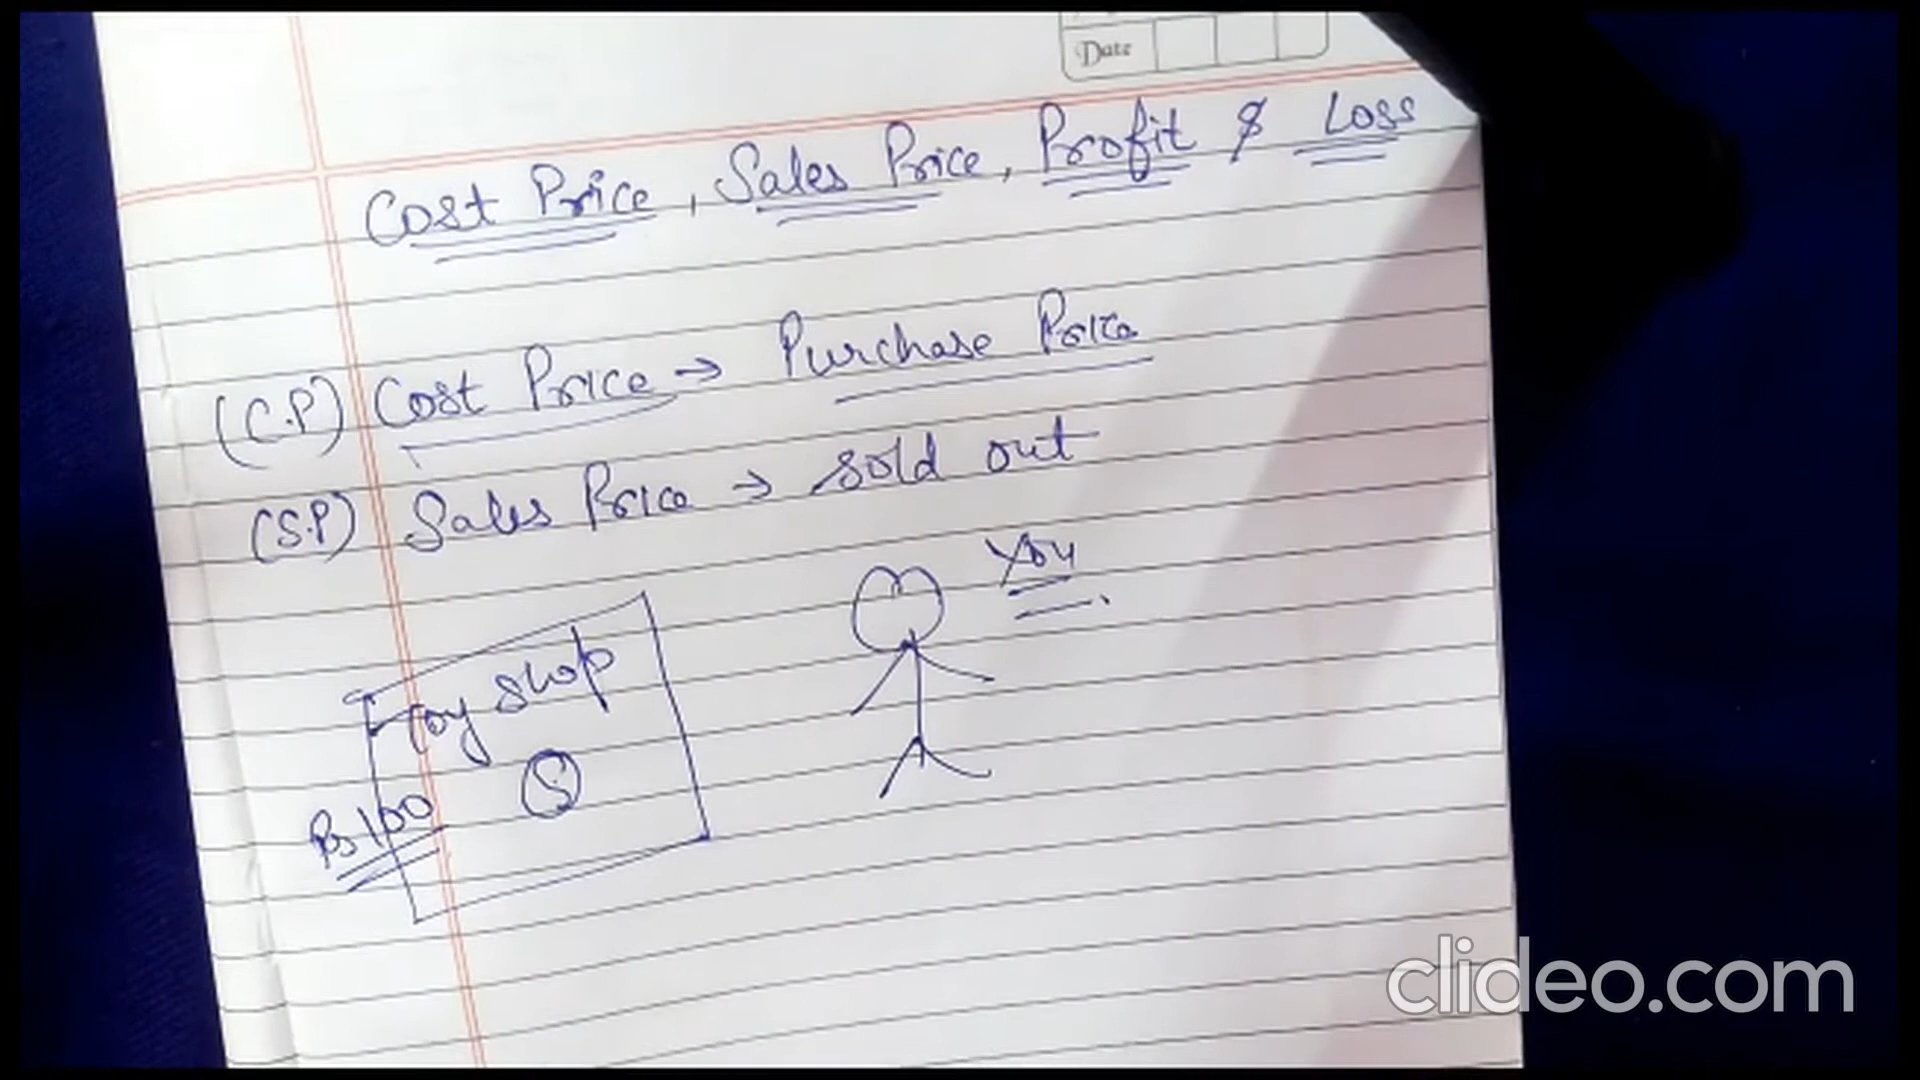 Date
Cost Price, Sales Price, Profit & Loss
(C.P) Cost Price → Purchase Price
(S.P) Sales Price → sold out
You
Toy shop
S
Rs 100
clideo.com